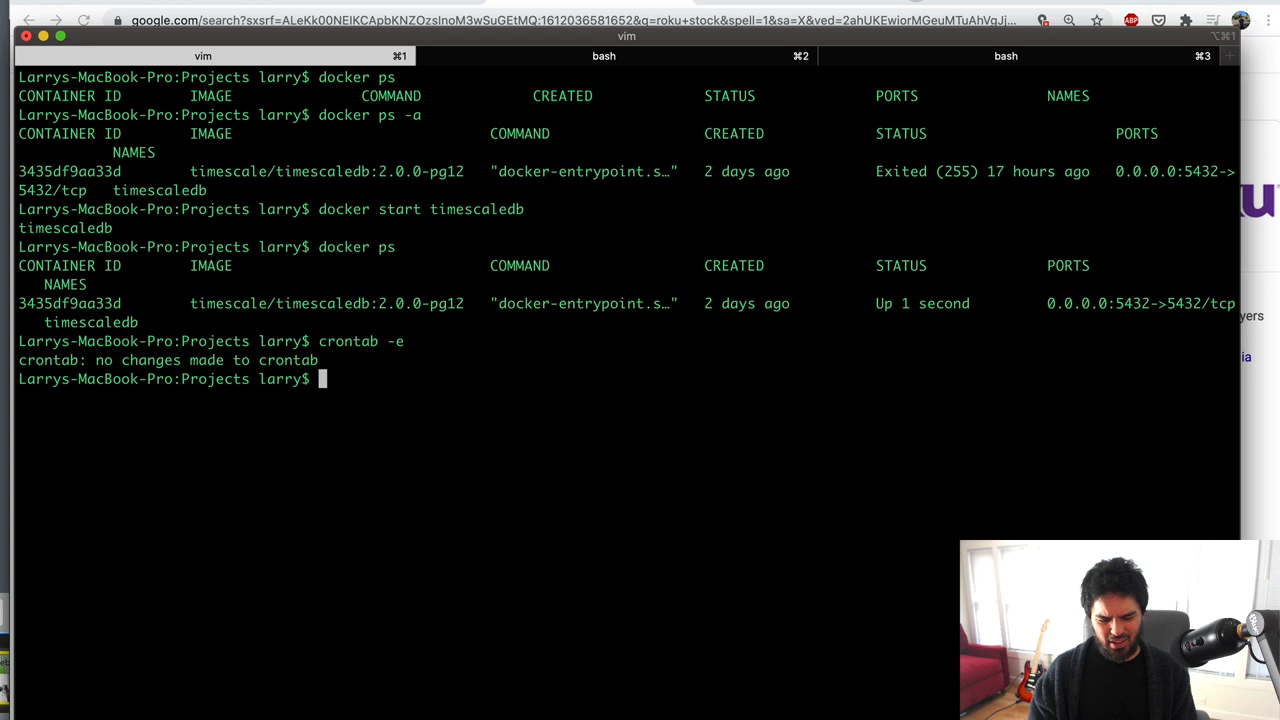 google.com/search?sxsrf=ALeKk00NEIKCApbKNZOzsInoM3wSuGEtMQ:1612036581652&q=roku+stock&spell=1&sa=X&ved=2ahUKEwiorMGeuMTuAhVqJj...
ABP
vim
⌥⌘1
vim ⌘1 bash ⌘2 bash ⌘3
Larrys-MacBook-Pro:Projects larry$ docker ps
CONTAINER ID IMAGE COMMAND CREATED STATUS PORTS NAMES
Larrys-MacBook-Pro:Projects larry$ docker ps -a
CONTAINER ID IMAGE COMMAND CREATED STATUS PORTS
NAMES
3435df9aa33d timescale/timescaledb:2.0.0-pg12 "docker-entrypoint.s…" 2 days ago Exited (255) 17 hours ago 0.0.0.0:5432->
5432/tcp timescaledb
Larrys-MacBook-Pro:Projects larry$ docker start timescaledb
timescaledb
Larrys-MacBook-Pro:Projects larry$ docker ps
CONTAINER ID IMAGE COMMAND CREATED STATUS PORTS
NAMES
3435df9aa33d timescale/timescaledb:2.0.0-pg12 "docker-entrypoint.s…" 2 days ago Up 1 second 0.0.0.0:5432->5432/tcp
timescaledb
Larrys-MacBook-Pro:Projects larry$ crontab -e
crontab: no changes made to crontab
Larrys-MacBook-Pro:Projects larry$